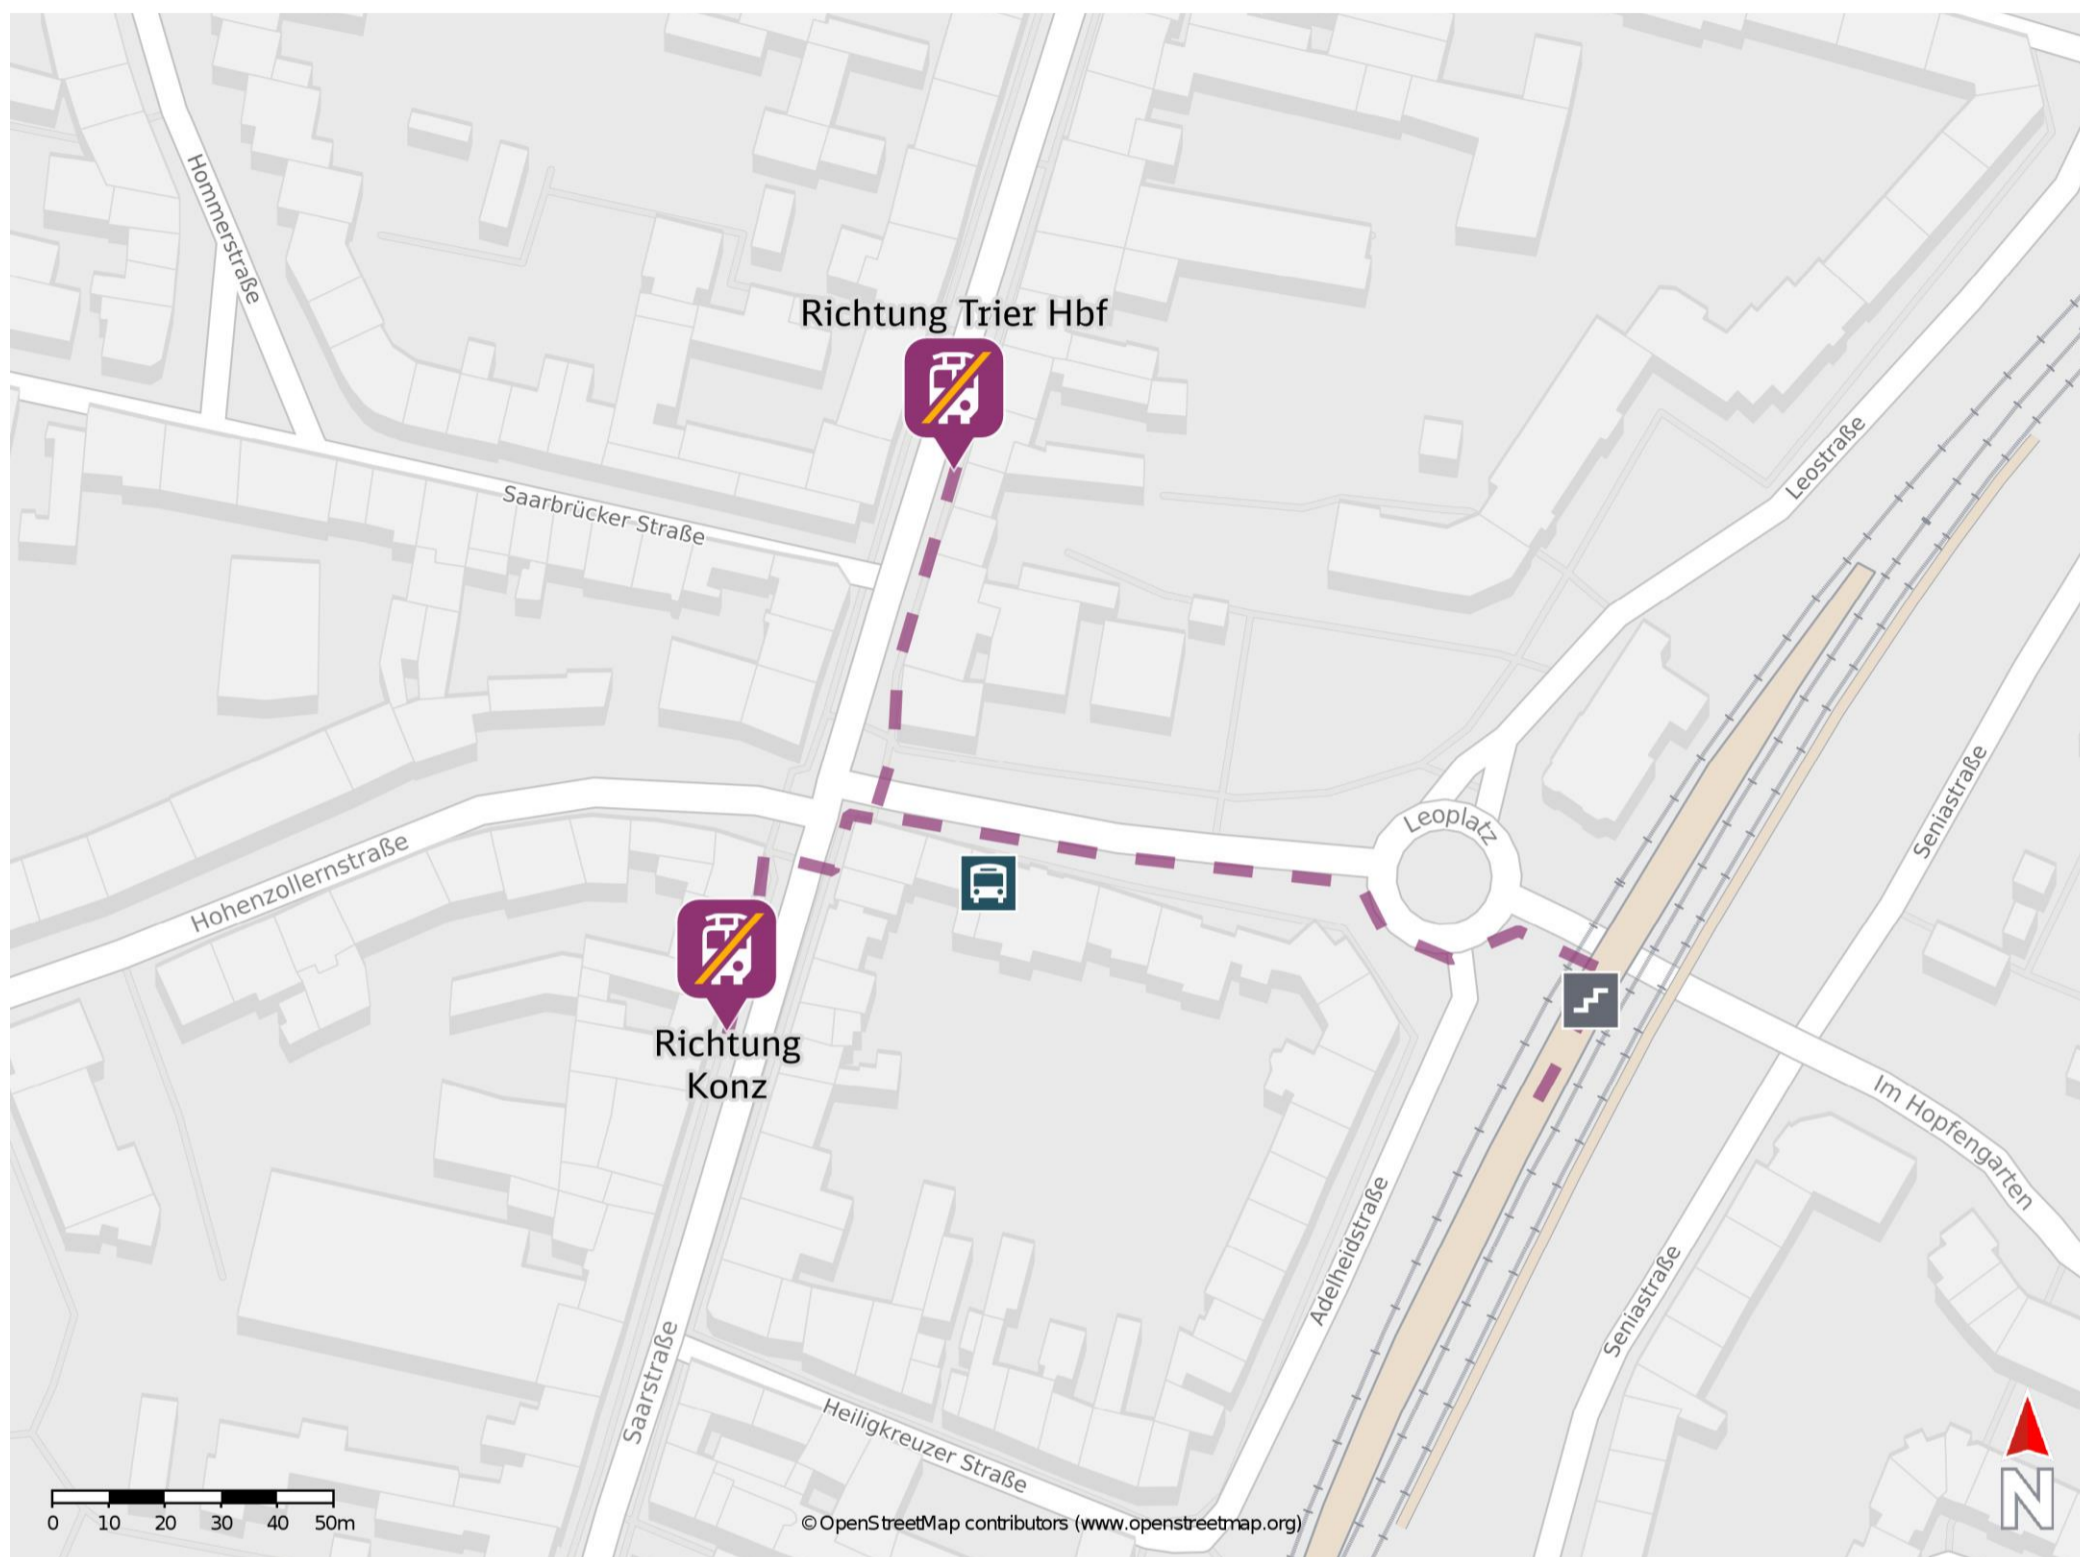 Hommerstraße
Richtung Trier Hbf
Leostraße
Saarbrücker Straße
Seniastraße
Leoplatz
Hohenzollernstraße
Richtung
Konz
Im Hopfengarten
Adelheidstraße
Seniastraße
Saarstraße
Heiligkreuzer Straße
0 10 20 30 40 50m
© OpenStreetMap contributors (www.openstreetmap.org)
N